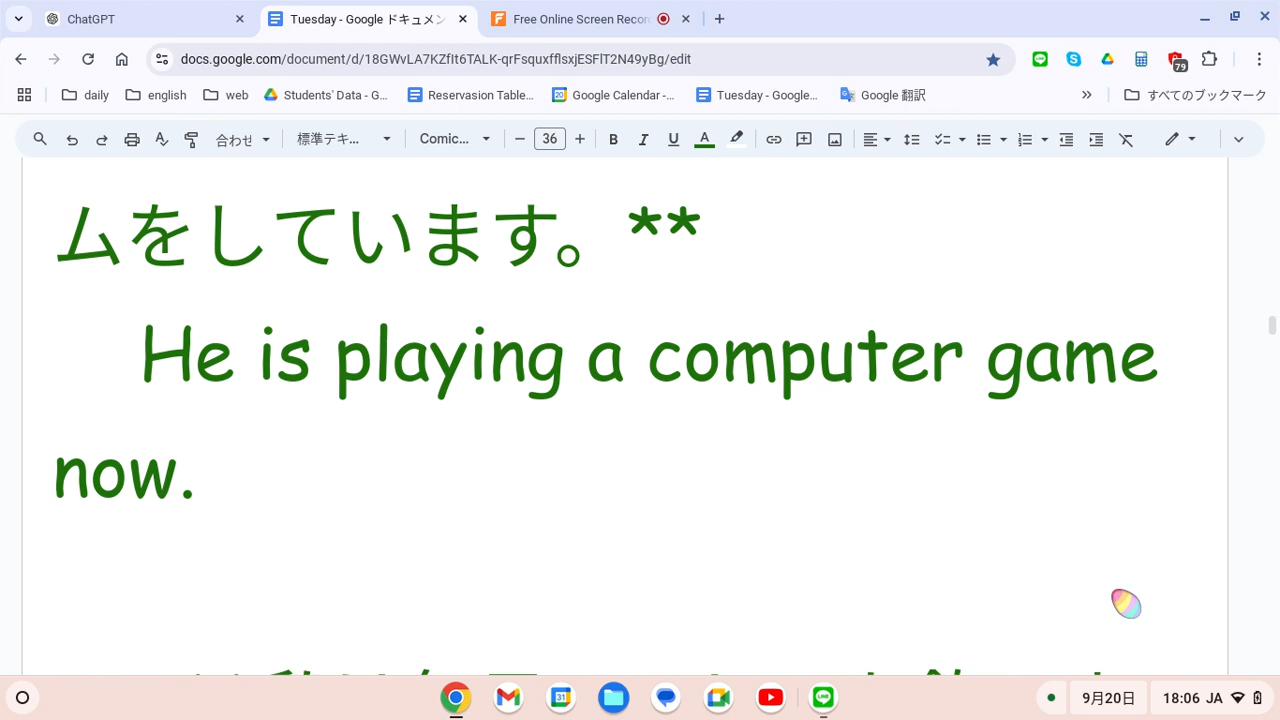 ChatGPT
Tuesday - Google ドキュメン
Free Online Screen Recor
docs.google.com/document/d/
/edit
79
daily
english
web
Students' Data - G...
Reservasion Table...
Google Calendar -...
Tuesday - Google...
Google 翻訳
すべてのブックマーク
合わせ
標準テキ...
Comic...
36
B
I
U
A
ムをしています。**
He is playing a computer game
now.
31
9月20日
18:06 JA